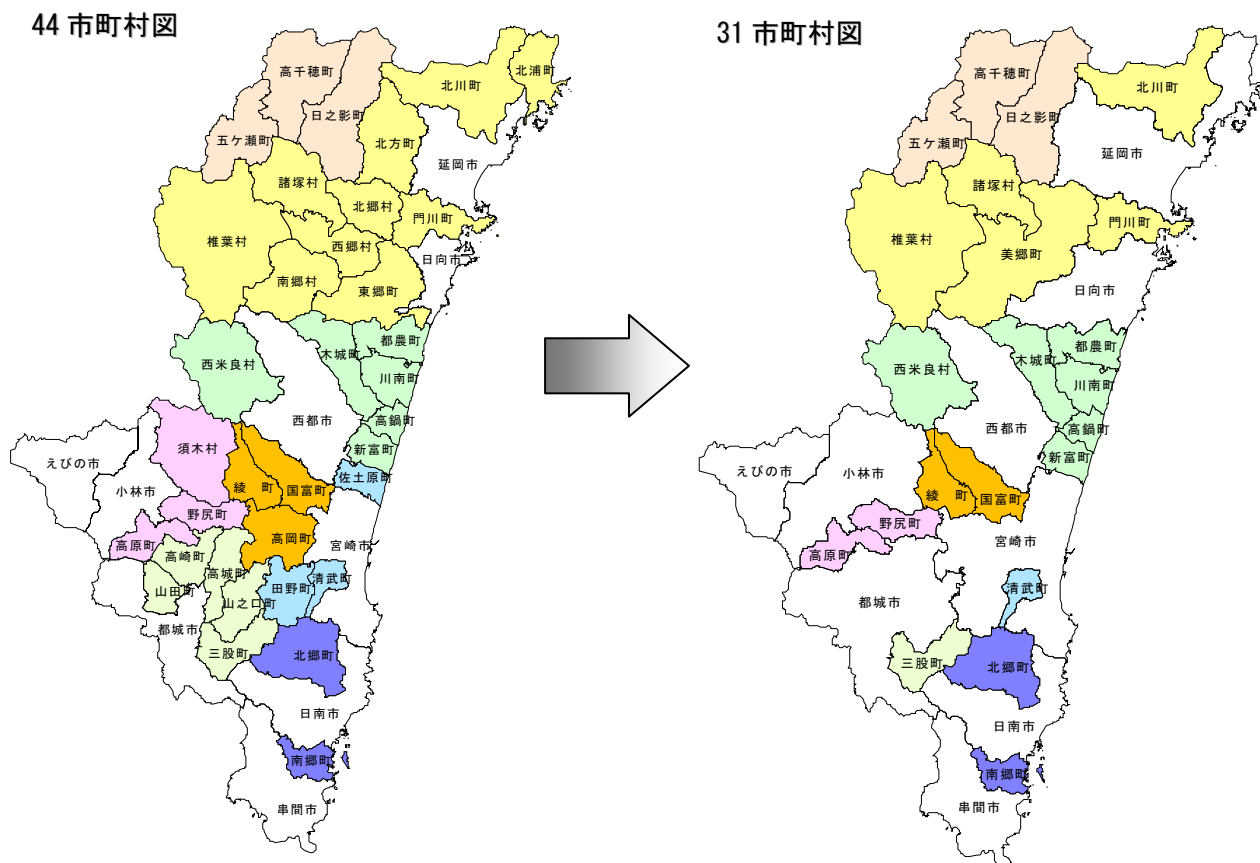 44 市町村図
高千穂町
北浦町
北川町
日之影町
五ケ瀬町
北方町
延岡市
諸塚村
北郷村
門川町
椎葉村
西郷村
日向市
南郷村
東郷町
都農町
木城町
西米良村
川南町
西都市
高鍋町
須木村
新富町
えびの市
佐土原町
小林市
綾 町
国富町
野尻町
高岡町
宮崎市
高原町
高崎町
高城町
清武町
山田町
田野町
山之口町
都城市
三股町
北郷町
日南市
南郷町
串間市
31 市町村図
高千穂町
北川町
日之影町
五ケ瀬町
延岡市
諸塚村
門川町
椎葉村
美郷町
日向市
都農町
木城町
西米良村
川南町
西都市
高鍋町
新富町
えびの市
小林市
綾 町
国富町
野尻町
宮崎市
高原町
清武町
都城市
三股町
北郷町
日南市
南郷町
串間市